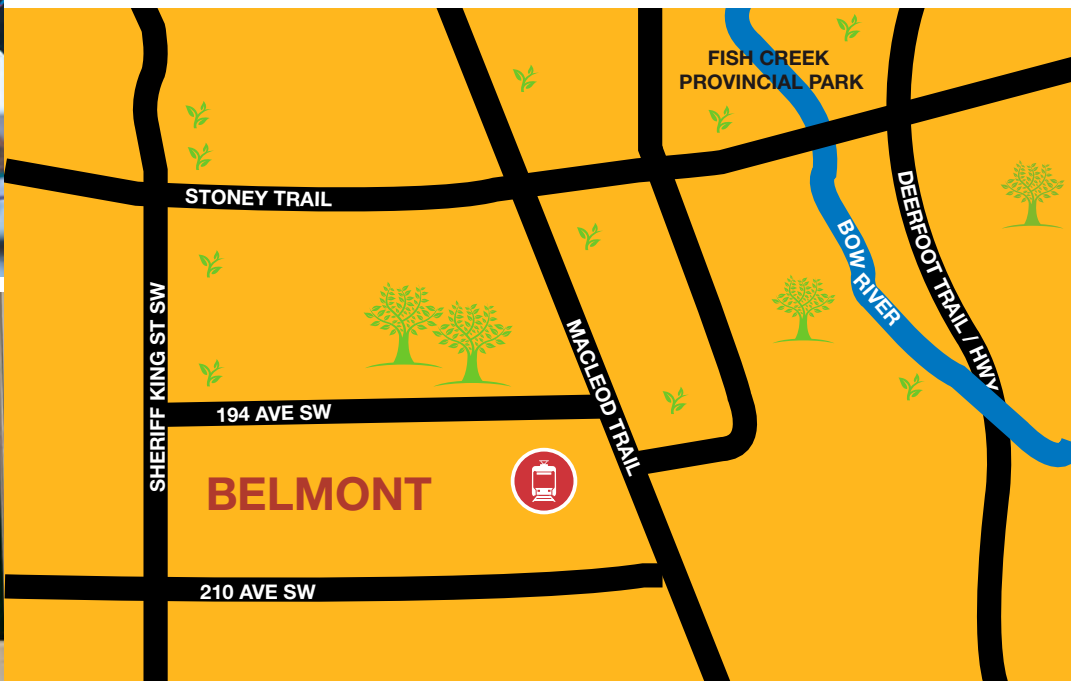 FISH CREEK
PROVINCIAL PARK
STONEY TRAIL
DEERFOOT TRAIL / HWY
BOW RIVER
SHERIFF KING ST SW
MACLEOD TRAIL
194 AVE SW
BELMONT
210 AVE SW